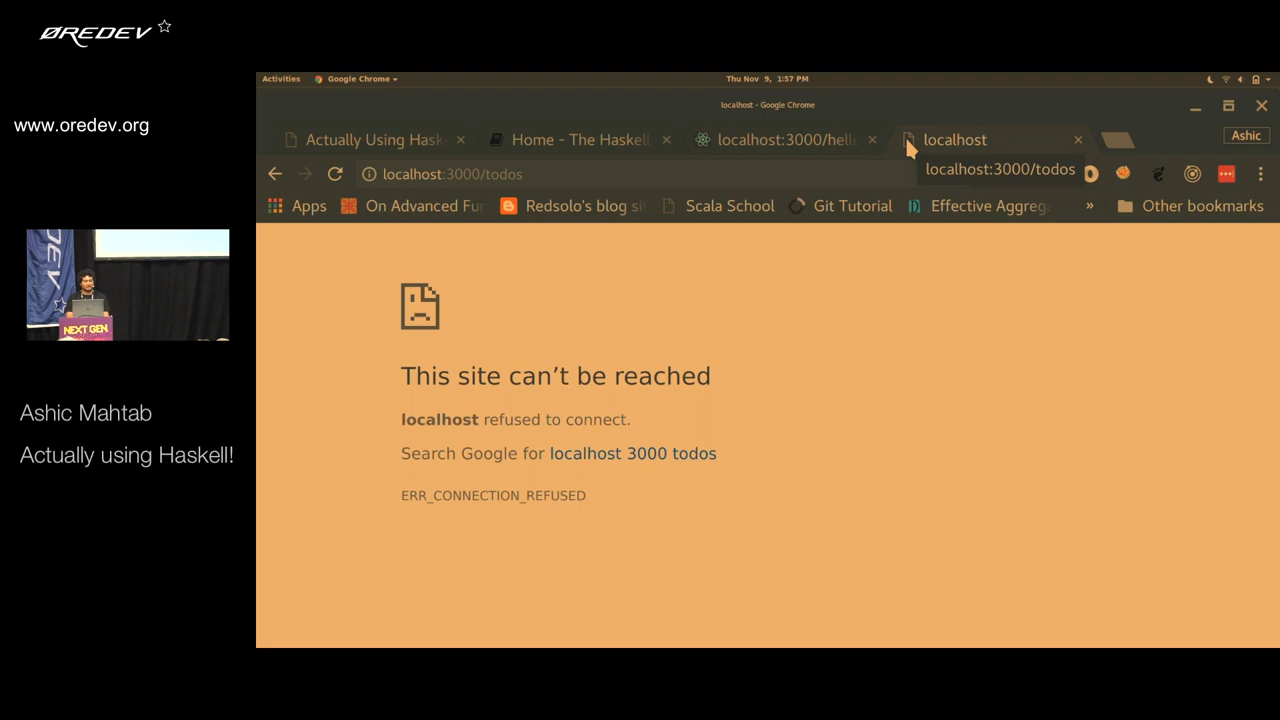 ØREDEV
www.oredev.org
NEXT GEN
Ashic Mahtab
Actually using Haskell!
Activities Google Chrome Thu Nov 9, 1:57 PM
localhost - Google Chrome
Actually Using Hask Home - The Haskell localhost:3000/hello localhost Ashic
localhost:3000/todos
localhost:3000/todos
Apps On Advanced Fun Redsolo's blog si Scala School Git Tutorial Effective Aggreg » Other bookmarks
This site can’t be reached
localhost refused to connect.
Search Google for localhost 3000 todos
ERR_CONNECTION_REFUSED